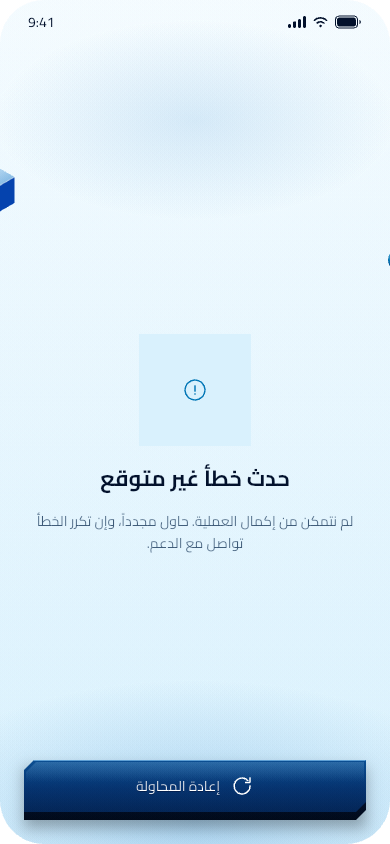 9:41
حدث خطأ غير متوقع
لم نتمكن من إكمال العملية. حاول مجدداً، وإن تكرر الخطأ
تواصل مع الدعم.
إعادة المحاولة